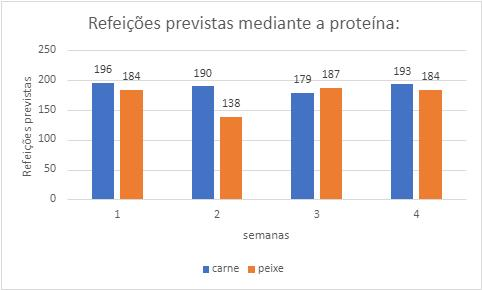 Refeições previstas mediante a proteína:
250
200
150
100
50
0
Refeições previstas
196 184
190 138
179 187
193 184
1 2 3 4
semanas
carne peixe